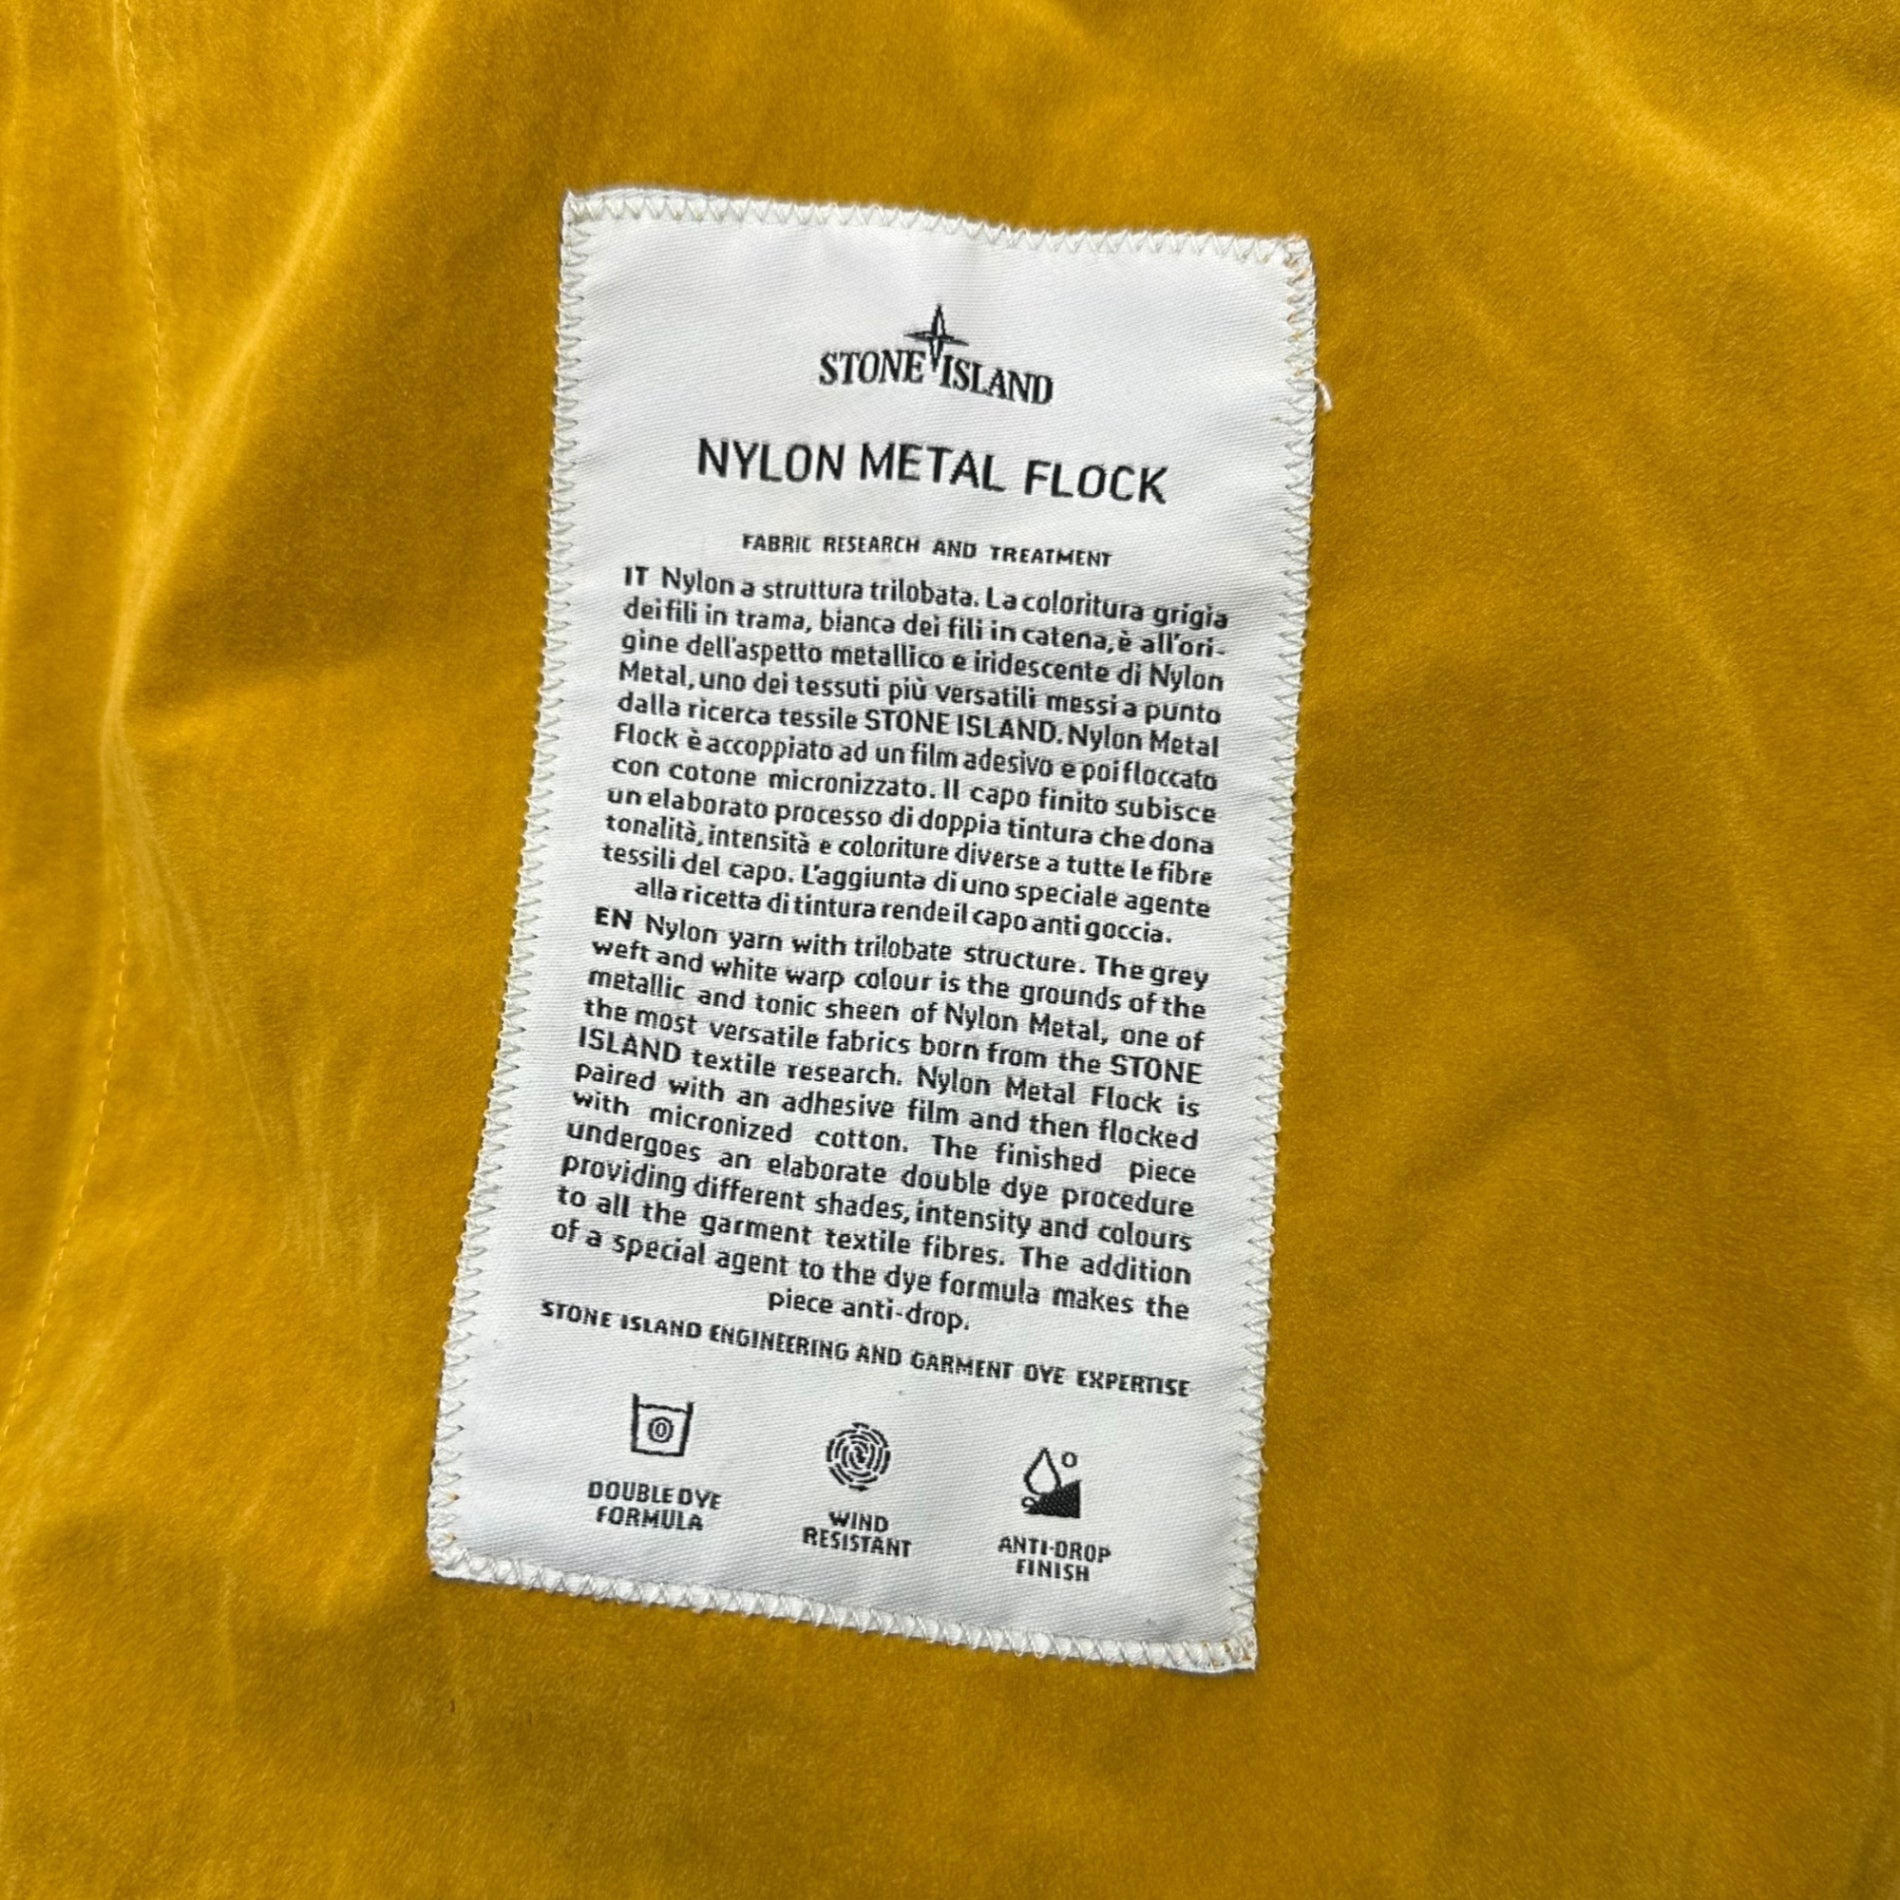 STONE ISLAND
NYLON METAL FLOCK
FABRIC RESEARCH AND TREATMENT
IT Nylon a struttura trilobata. La coloritura grigia
dei fili in trama, bianca dei fili in catena, è all'ori-
gine dell'aspetto metallico e iridescente di Nylon
Metal, uno dei tessuti più versatili messi a punto
dalla ricerca tessile STONE ISLAND. Nylon Metal
Flock è accoppiato ad un film adesivo e poi floccato
con cotone micronizzato. Il capo finito subisce
un elaborato processo di doppia tintura che dona
tonalità, intensità e coloriture diverse a tutte le fibre
tessili del capo. L'aggiunta di uno speciale agente
alla ricetta di tintura rende il capo anti goccia.
EN Nylon yarn with trilobate structure. The grey
weft and white warp colour is the grounds of the
metallic and tonic sheen of Nylon Metal, one of
the most versatile fabrics born from the STONE
ISLAND textile research. Nylon Metal Flock is
paired with an adhesive film and then flocked
with micronized cotton. The finished piece
undergoes an elaborate double dye procedure
providing different shades, intensity and colours
to all the garment textile fibres. The addition
of a special agent to the dye formula makes the
piece anti-drop.
STONE ISLAND ENGINEERING AND GARMENT DYE EXPERTISE
DOUBLE DYE
FORMULA
WIND
RESISTANT
ANTI-DROP
FINISH